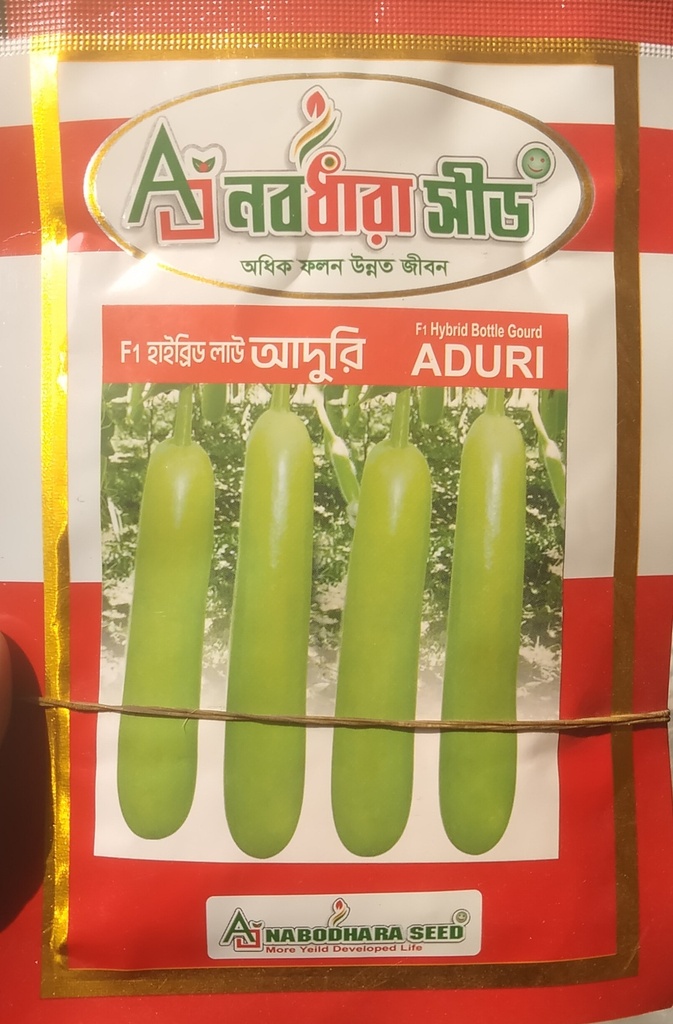 AJ নবধারা সীড
অধিক ফলন উন্নত জীবন
F1 হাইব্রিড লাউ আদুরি
F1 Hybrid Bottle Gourd
ADURI
AJ NABODHARA SEED
More Yeild Developed Life